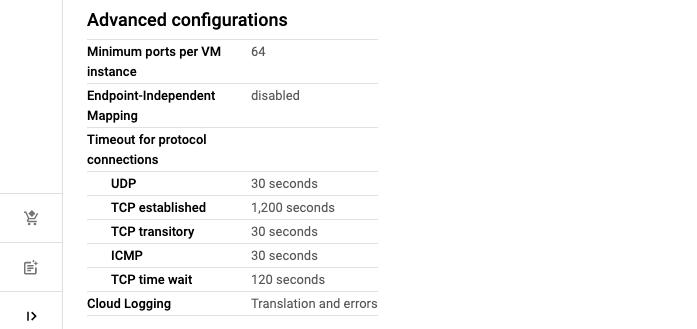 Advanced configurations
Minimum ports per VM 64
instance
Endpoint-Independent disabled
Mapping
Timeout for protocol
connections
UDP 30 seconds
TCP established 1,200 seconds
TCP transitory 30 seconds
ICMP 30 seconds
TCP time wait 120 seconds
Cloud Logging Translation and errors